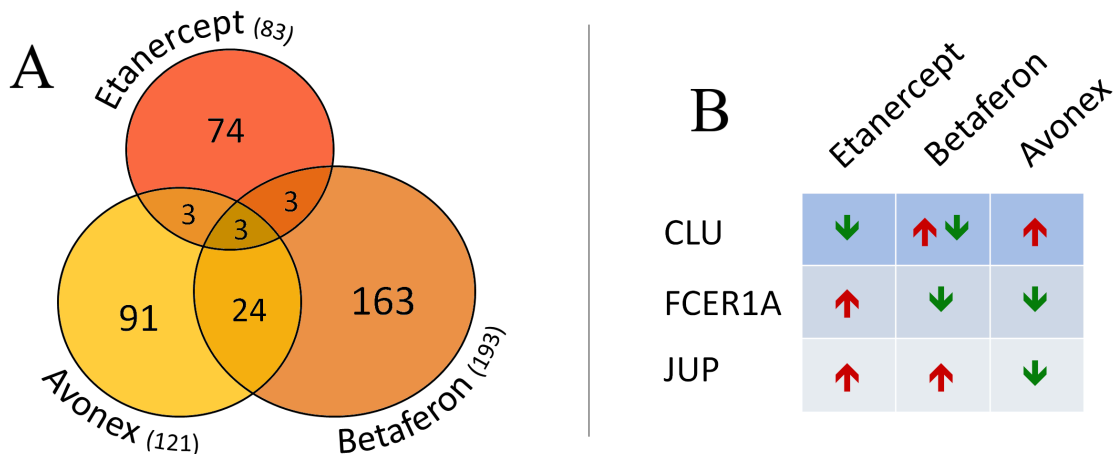 A
Etanercept (83)
74
3
3
3
91
24
163
Avonex (121)
Betaferon (193)
B
Etanercept
Betaferon
Avonex
CLU
FCER1A
JUP